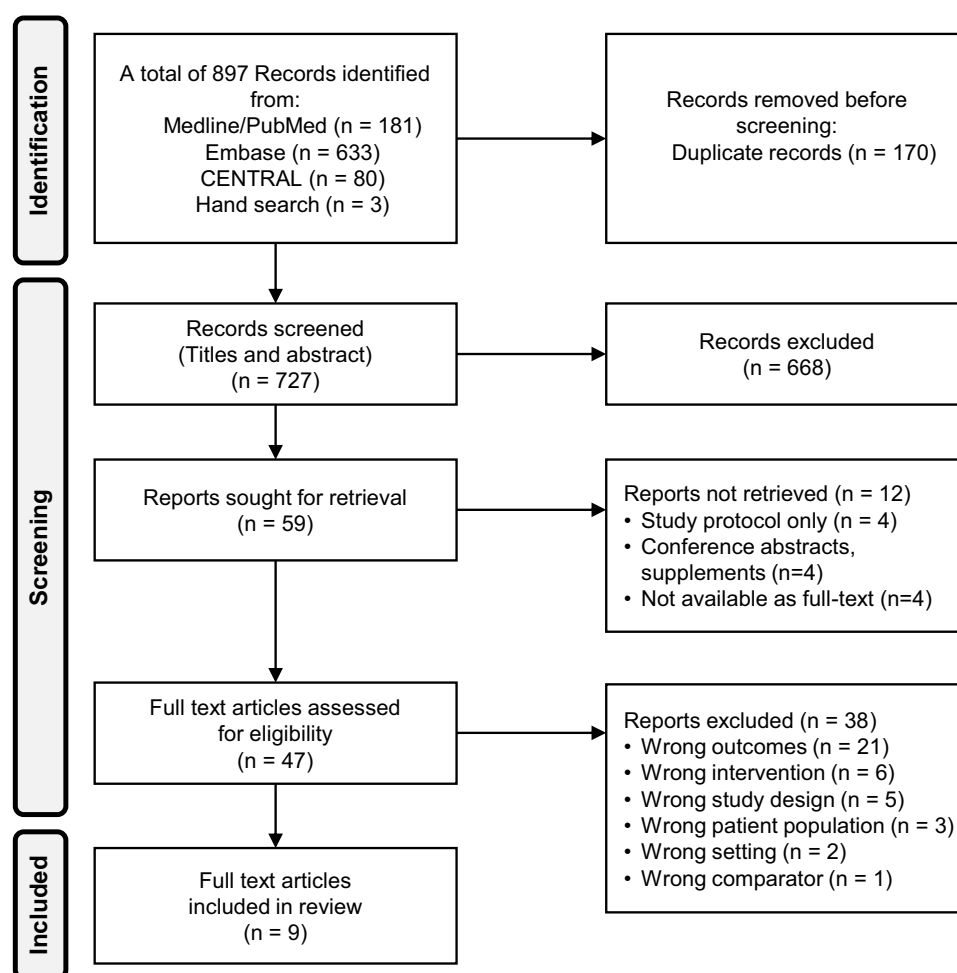 Identification
A total of 897 Records identified
from:
Medline/PubMed (n = 181)
Embase (n = 633)
CENTRAL (n = 80)
Hand search (n = 3)
Records removed before
screening:
Duplicate records (n = 170)
Screening
Records screened
(Titles and abstract)
(n = 727)
Records excluded
(n = 668)
Reports sought for retrieval
(n = 59)
Reports not retrieved (n = 12)
• Study protocol only (n = 4)
• Conference abstracts,
supplements (n=4)
• Not available as full-text (n=4)
Full text articles assessed
for eligibility
(n = 47)
Reports excluded (n = 38)
• Wrong outcomes (n = 21)
• Wrong intervention (n = 6)
• Wrong study design (n = 5)
• Wrong patient population (n = 3)
• Wrong setting (n = 2)
• Wrong comparator (n = 1)
Included
Full text articles
included in review
(n = 9)